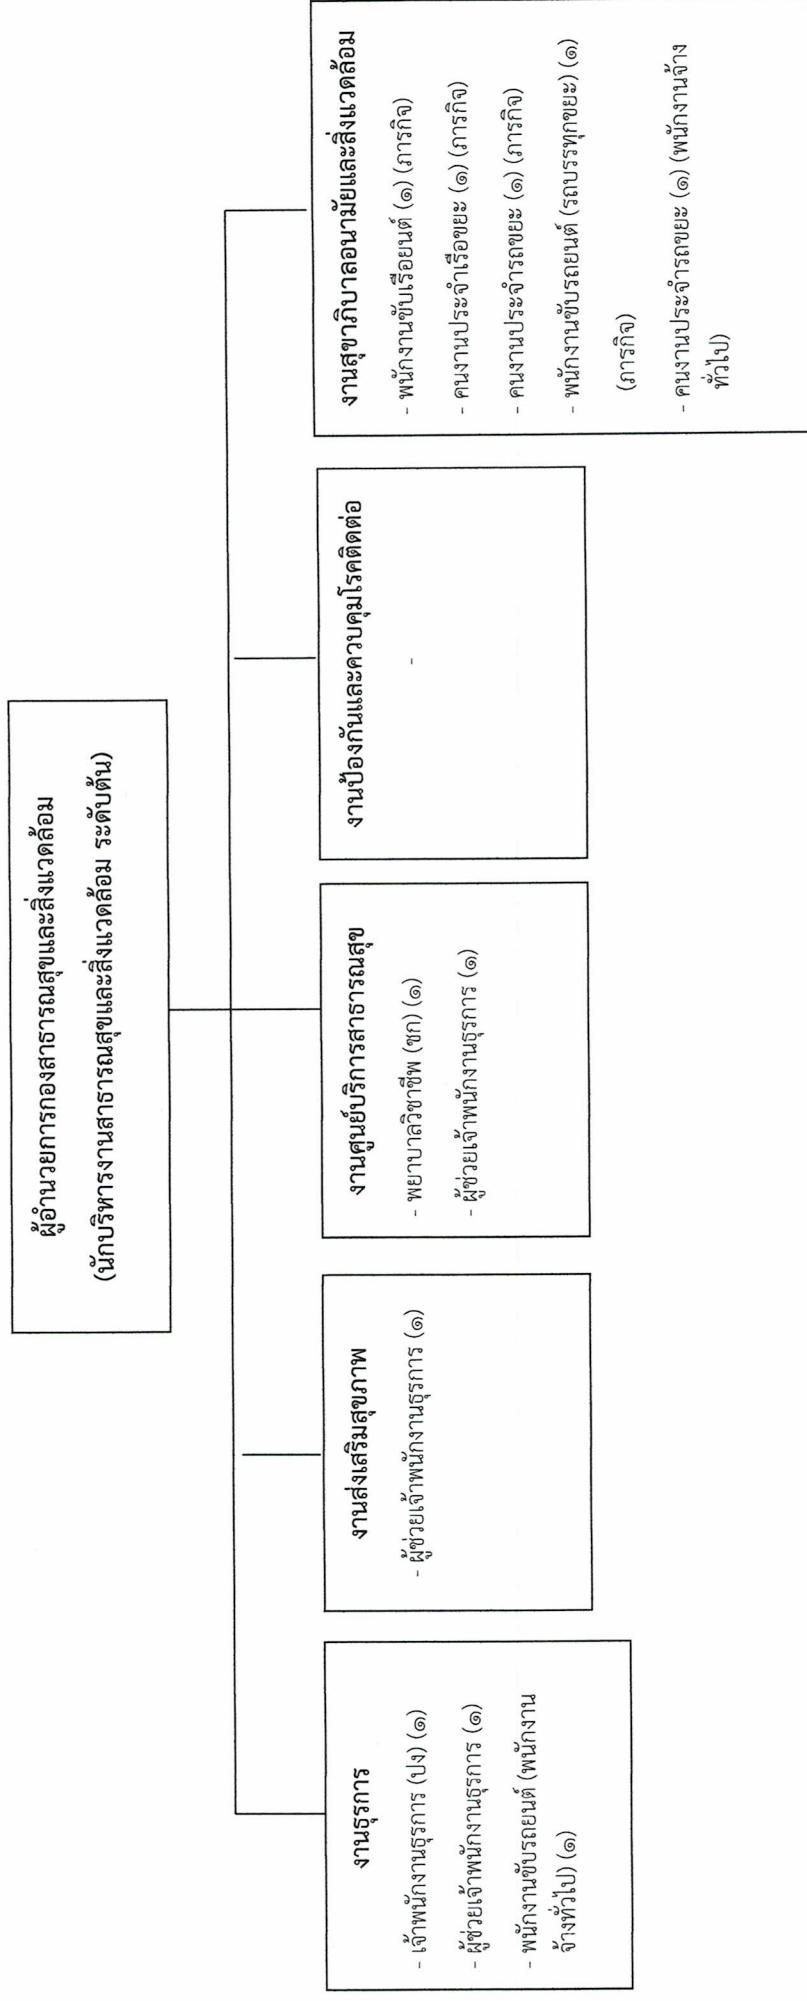 ผู้อำนวยการกองสาธารณสุขและสิ่งแวดล้อม
(นักบริหารงานสาธารณสุขและสิ่งแวดล้อม ระดับต้น)
งานธุรการ
- เจ้าพนักงานธุรการ (ปง) (๑)
- ผู้ช่วยเจ้าพนักงานธุรการ (๑)
- พนักงานขับรถยนต์ (พนักงาน
จ้างทั่วไป) (๑)
งานส่งเสริมสุขภาพ
- ผู้ช่วยเจ้าพนักงานธุรการ (๑)
งานศูนย์บริการสาธารณสุข
- พยาบาลวิชาชีพ (ชก) (๑)
- ผู้ช่วยเจ้าพนักงานธุรการ (๑)
งานป้องกันและควบคุมโรคติดต่อ
-
งานสุขาภิบาลอนามัยและสิ่งแวดล้อม
- พนักงานขับเรือยนต์ (๑) (ภารกิจ)
- คนงานประจำเรือขยะ (๑) (ภารกิจ)
- คนงานประจำรถขยะ (๑) (ภารกิจ)
- พนักงานขับรถยนต์ (รถบรรทุกขยะ) (๑)
(ภารกิจ)
- คนงานประจำรถขยะ (๑) (พนักงานจ้าง
ทั่วไป)